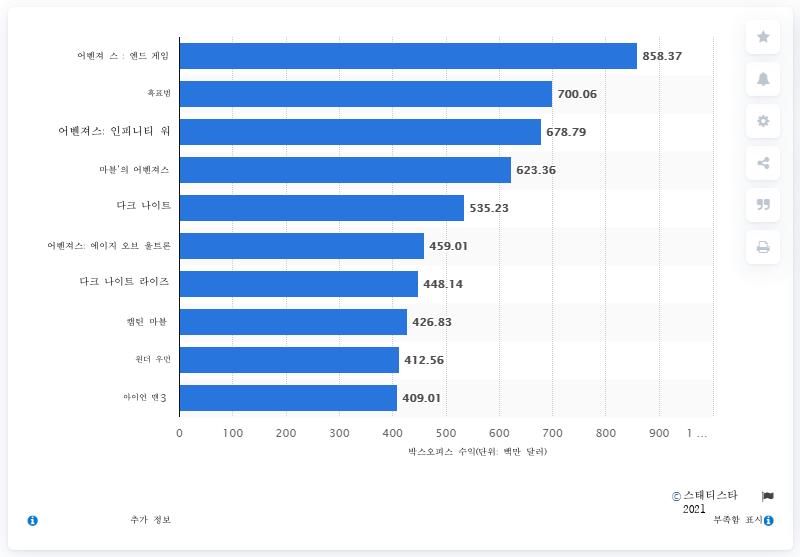 어벤져 스 : 엔드 게임
858.37
흑표범
700.06
어벤져스: 인피니티 워
678.79
마블'의 어벤져스
623.36
다크 나이트
535.23
어벤져스: 에이지 오브 울트론
459.01
다크 나이트 라이즈
448.14
캡틴 마블
426.83
원더 우먼
412.56
아이언 맨3
409.01
0 100 200 300 400 500 600 700 800 900 1 ...
박스오피스 수익(단위: 백만 달러)
© 스태티스타
2021
추가 정보
부족함 표시